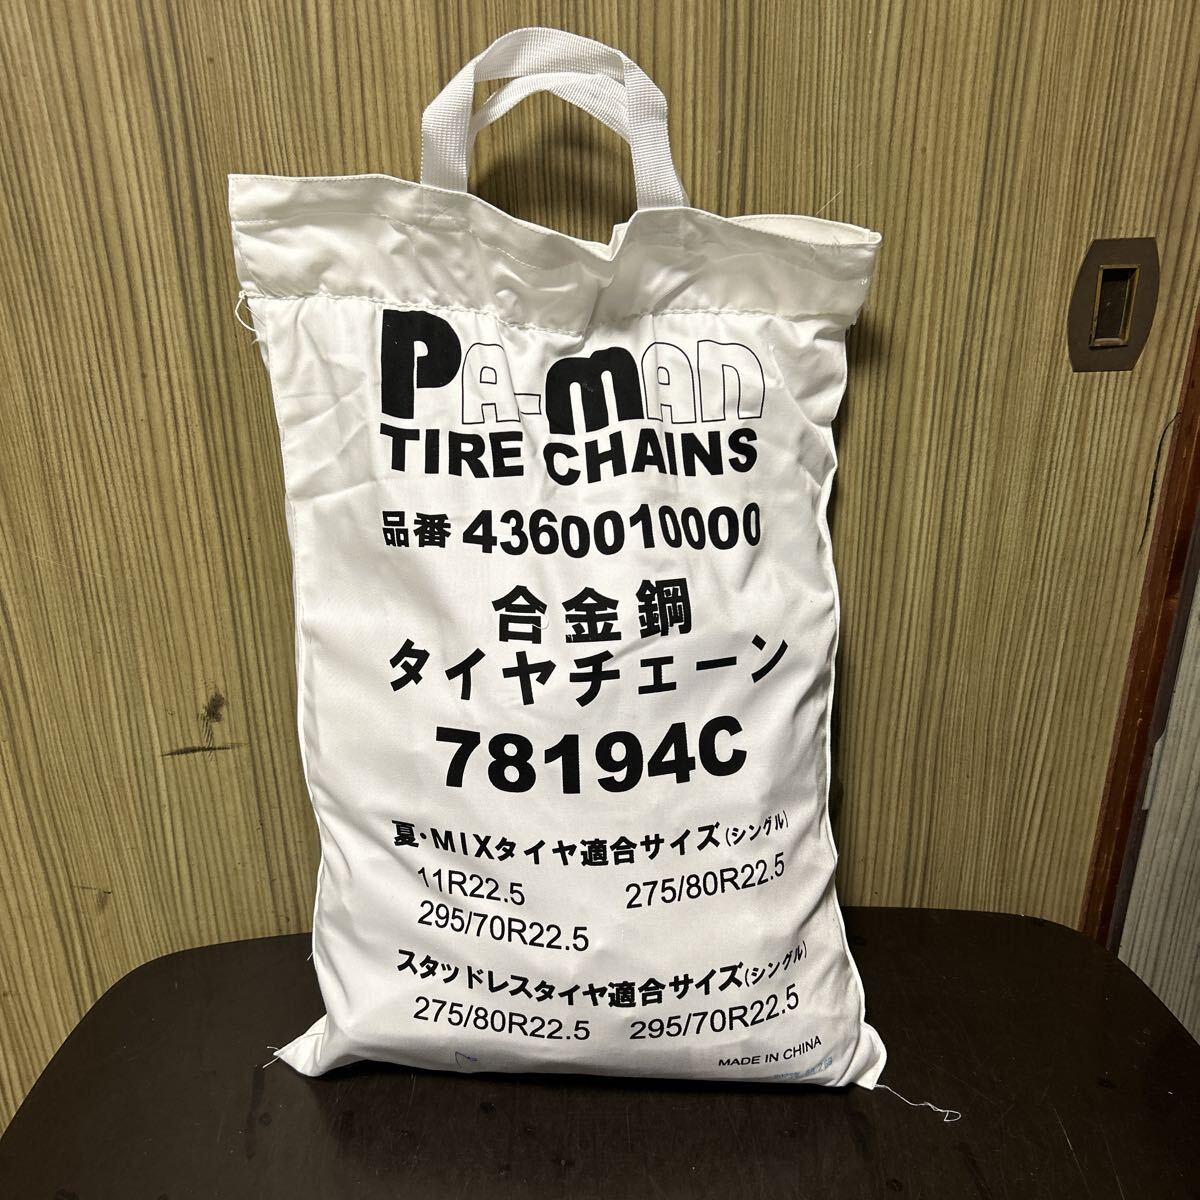 PA-MAN
TIRE CHAINS
品番 4360010000
合金鋼
タイヤチェーン
78194C
夏・MIXタイヤ適合サイズ(シングル)
11R22.5 275/80R22.5
295/70R22.5
スタッドレスタイヤ適合サイズ(シングル)
275/80R22.5 295/70R22.5
MADE IN CHINA